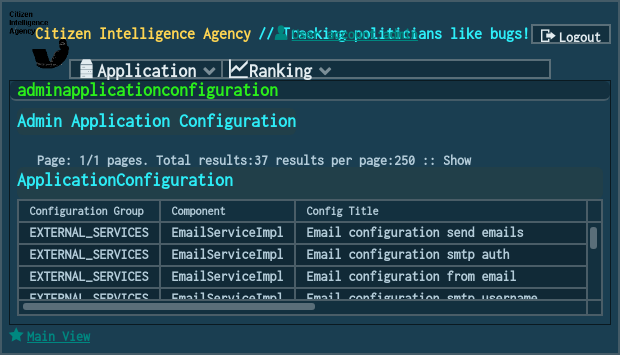 Citizen
Intelligence
Agency
Citizen Intelligence Agency // Tracking politicians like bugs!
Logout
Application
Ranking
adminapplicationconfiguration
Admin Application Configuration
Page: 1/1 pages. Total results:37 results per page:250 :: Show
ApplicationConfiguration
Configuration Group Component Config Title
EXTERNAL_SERVICES EmailServiceImpl Email configuration send emails
EXTERNAL_SERVICES EmailServiceImpl Email configuration smtp auth
EXTERNAL_SERVICES EmailServiceImpl Email configuration from email
EXTERNAL_SERVICES EmailServiceImpl Email configuration smtp username
Main View